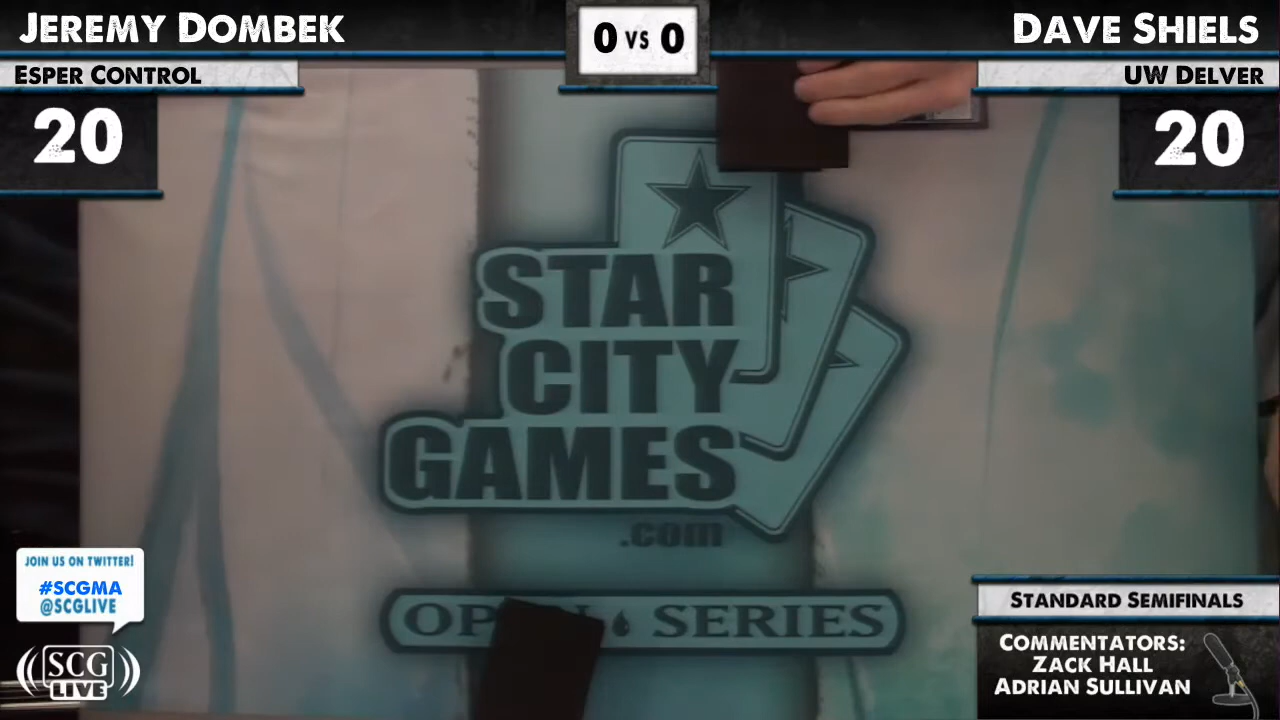 JEREMY DOMBEK
0 VS 0
DAVE SHIELS
ESPER CONTROL
UW DELVER
20
20
STAR
CITY
GAMES
.com
OP N SERIES
JOIN US ON TWITTER!
#SCGMA
@SCGLIVE
SCG
LIVE
STANDARD SEMIFINALS
COMMENTATORS:
ZACK HALL
ADRIAN SULLIVAN